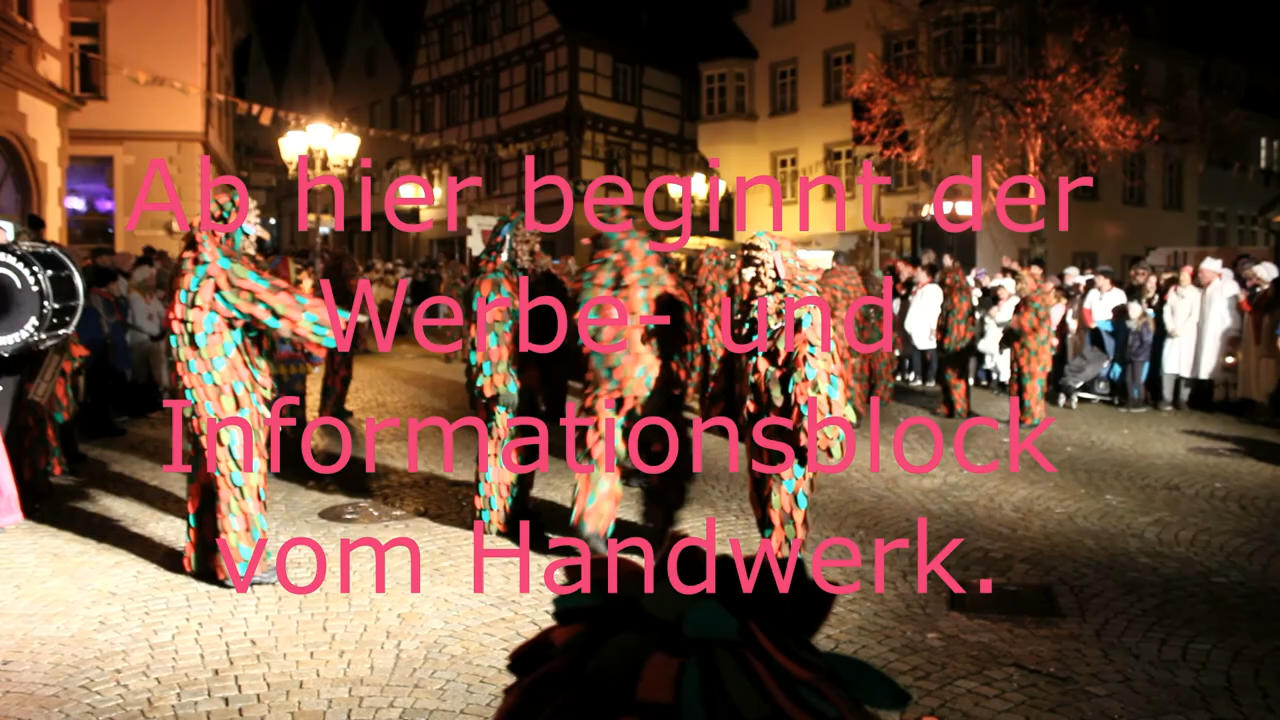 Ab hier beginnt der
Werbe- und
Informationsblock
vom Handwerk.